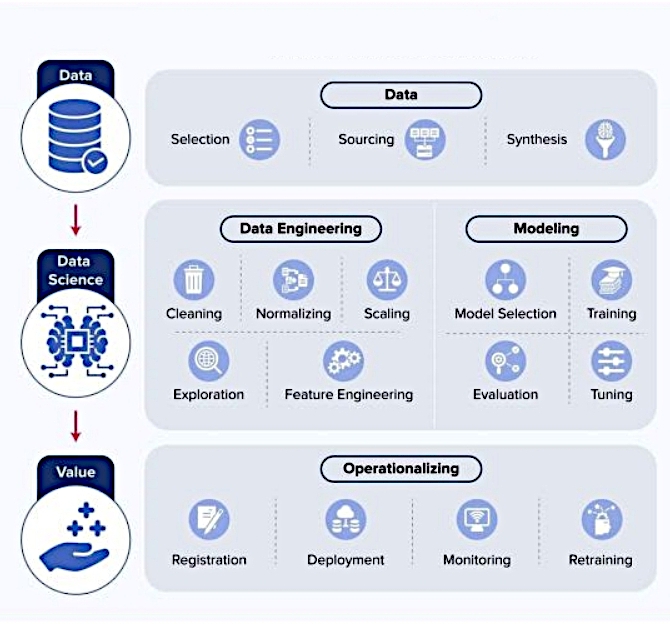 Data
Data
Selection
Sourcing
Synthesis
Data
Science
Data Engineering
Modeling
Cleaning
Normalizing
Scaling
Model Selection
Training
Exploration
Feature Engineering
Evaluation
Tuning
Value
Operationalizing
Registration
Deployment
Monitoring
Retraining